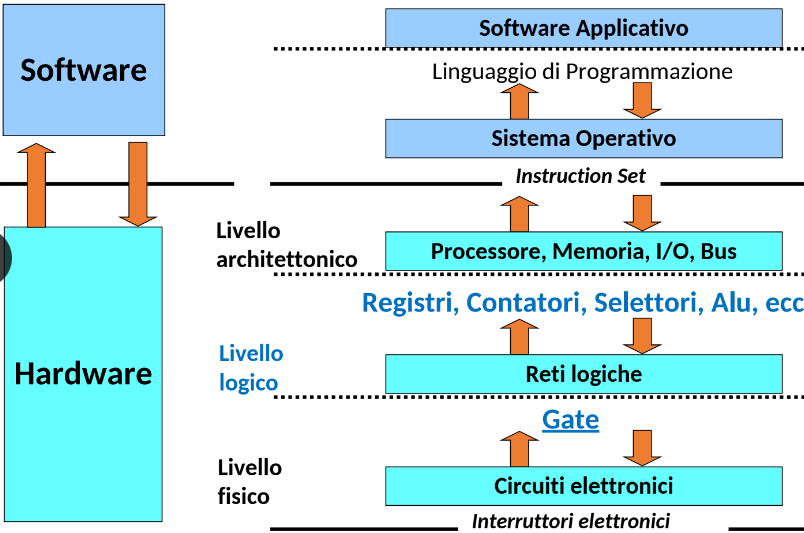 Software
Software Applicativo
Linguaggio di Programmazione
Sistema Operativo
Instruction Set
Livello
architettonico
Processore, Memoria, I/O, Bus
Registri, Contatori, Selettori, Alu, ecc
Hardware
Livello
logico
Reti logiche
Gate
Livello
fisico
Circuiti elettronici
Interruttori elettronici